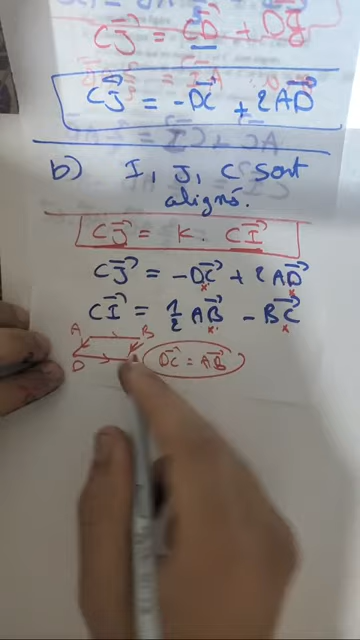 CJ⃗ = CD⃗ + DJ⃗
CJ⃗ = -DC⃗ + 2AD⃗
b) I, J, C sont
alignés.
CJ⃗ = K. CI⃗
CJ⃗ = -DC⃗ + 2AD⃗
CI⃗ = 1/2 AB⃗ - BC⃗
A B
D DC⃗ = AB⃗